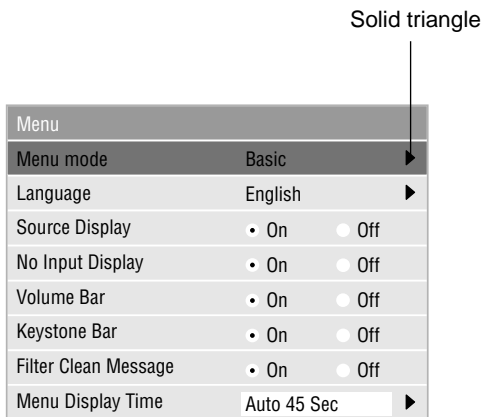 Solid triangle
Menu
Menu mode Basic
Language English
Source Display On Off
No Input Display On Off
Volume Bar On Off
Keystone Bar On Off
Filter Clean Message On Off
Menu Display Time Auto 45 Sec